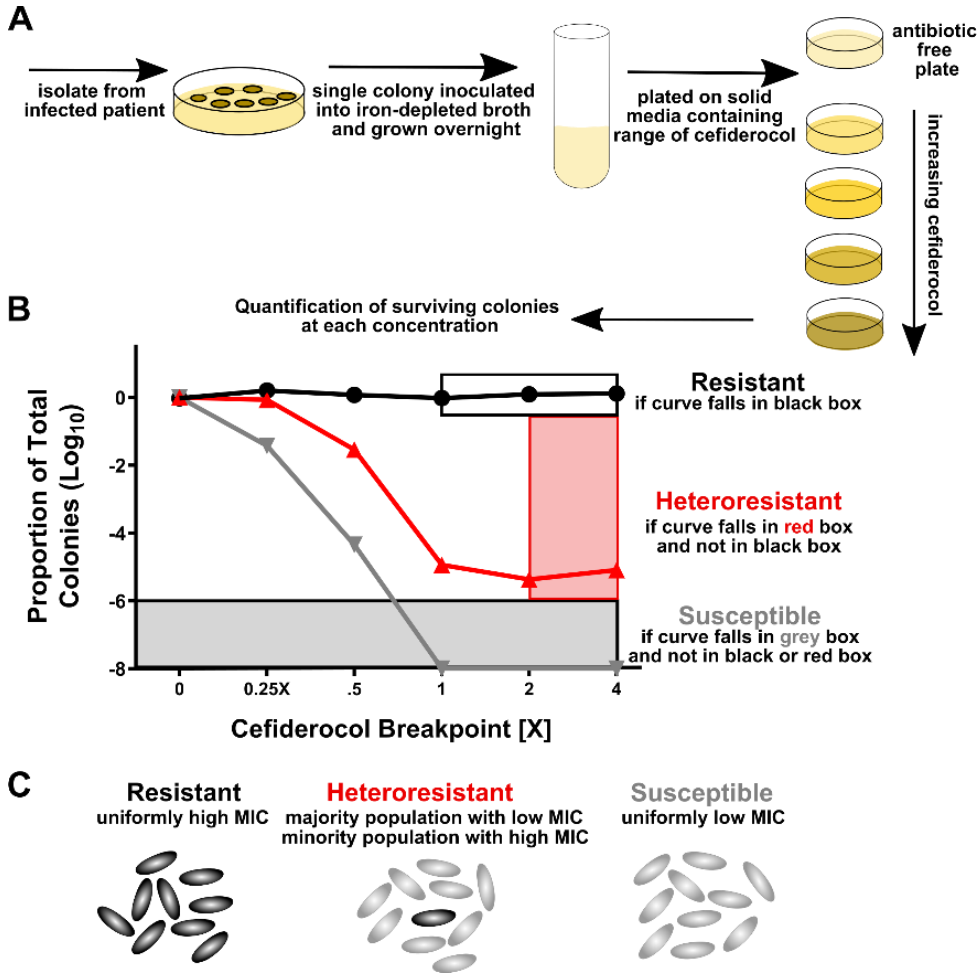 A
isolate from
infected patient
single colony inoculated
into iron-depleted broth
and grown overnight
plated on solid
media containing
range of cefiderocol
antibiotic
free
plate
increasing cefiderocol
Quantification of surviving colonies
at each concentration
B
Proportion of Total
Colonies (Log10)
0
-2
-4
-6
-8
0
0.25X
.5
1
2
4
Cefiderocol Breakpoint [X]
Resistant
if curve falls in black box
Heteroresistant
if curve falls in red box
and not in black box
Susceptible
if curve falls in grey box
and not in black or red box
C
Resistant
uniformly high MIC
Heteroresistant
majority population with low MIC
minority population with high MIC
Susceptible
uniformly low MIC